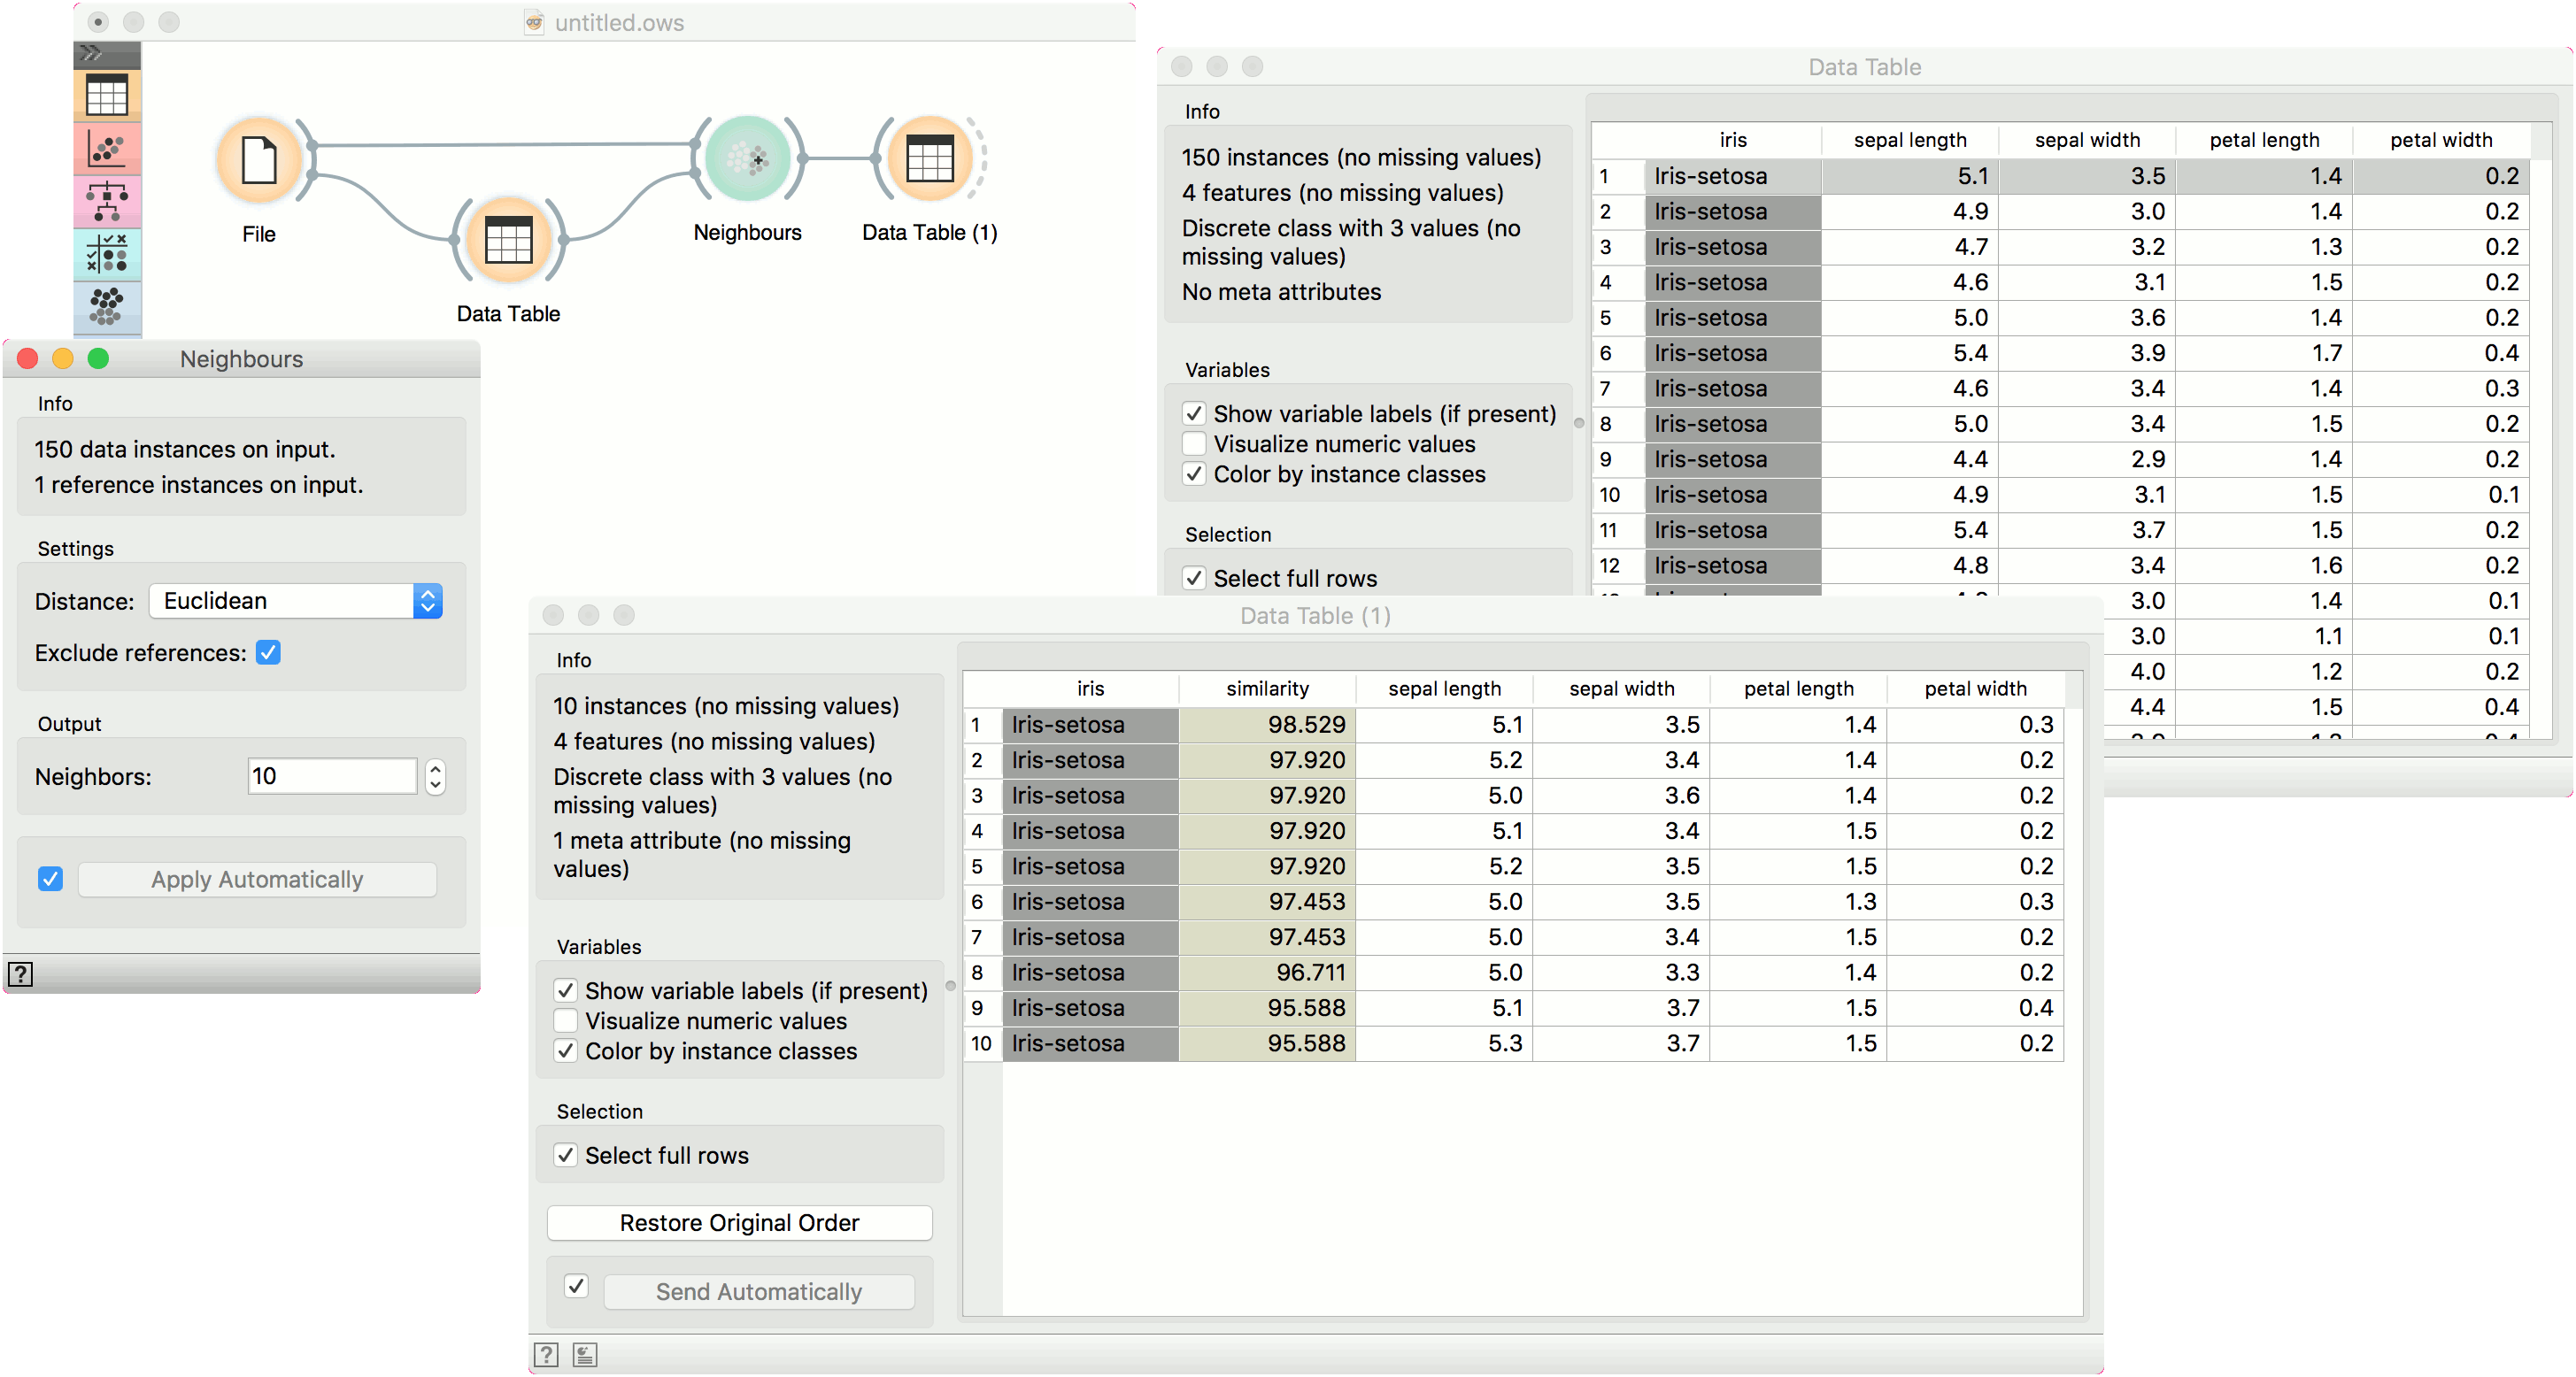 untitled.ows
File
Data Table
Neighbours
Data Table (1)
Neighbours
Info
150 data instances on input.
1 reference instances on input.
Settings
Distance: Euclidean
Exclude references:
Output
Neighbors: 10
Apply Automatically
?
Data Table
Info
150 instances (no missing values)
4 features (no missing values)
Discrete class with 3 values (no
missing values)
No meta attributes
Variables
Show variable labels (if present)
Visualize numeric values
Color by instance classes
Selection
Select full rows
iris sepal length sepal width petal length petal width
1 Iris-setosa 5.1 3.5 1.4 0.2
2 Iris-setosa 4.9 3.0 1.4 0.2
3 Iris-setosa 4.7 3.2 1.3 0.2
4 Iris-setosa 4.6 3.1 1.5 0.2
5 Iris-setosa 5.0 3.6 1.4 0.2
6 Iris-setosa 5.4 3.9 1.7 0.4
7 Iris-setosa 4.6 3.4 1.4 0.3
8 Iris-setosa 5.0 3.4 1.5 0.2
9 Iris-setosa 4.4 2.9 1.4 0.2
10 Iris-setosa 4.9 3.1 1.5 0.1
11 Iris-setosa 5.4 3.7 1.5 0.2
12 Iris-setosa 4.8 3.4 1.6 0.2
3.0 1.4 0.1
3.0 1.1 0.1
4.0 1.2 0.2
4.4 1.5 0.4
Data Table (1)
Info
10 instances (no missing values)
4 features (no missing values)
Discrete class with 3 values (no
missing values)
1 meta attribute (no missing
values)
Variables
Show variable labels (if present)
Visualize numeric values
Color by instance classes
Selection
Select full rows
Restore Original Order
Send Automatically
?
iris similarity sepal length sepal width petal length petal width
1 Iris-setosa 98.529 5.1 3.5 1.4 0.3
2 Iris-setosa 97.920 5.2 3.4 1.4 0.2
3 Iris-setosa 97.920 5.0 3.6 1.4 0.2
4 Iris-setosa 97.920 5.1 3.4 1.5 0.2
5 Iris-setosa 97.920 5.2 3.5 1.5 0.2
6 Iris-setosa 97.453 5.0 3.5 1.3 0.3
7 Iris-setosa 97.453 5.0 3.4 1.5 0.2
8 Iris-setosa 96.711 5.0 3.3 1.4 0.2
9 Iris-setosa 95.588 5.1 3.7 1.5 0.4
10 Iris-setosa 95.588 5.3 3.7 1.5 0.2